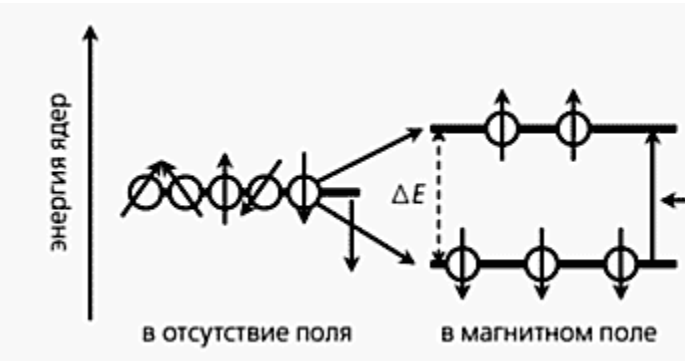 энергия ядер
ΔE
в отсутствие поля
в магнитном поле